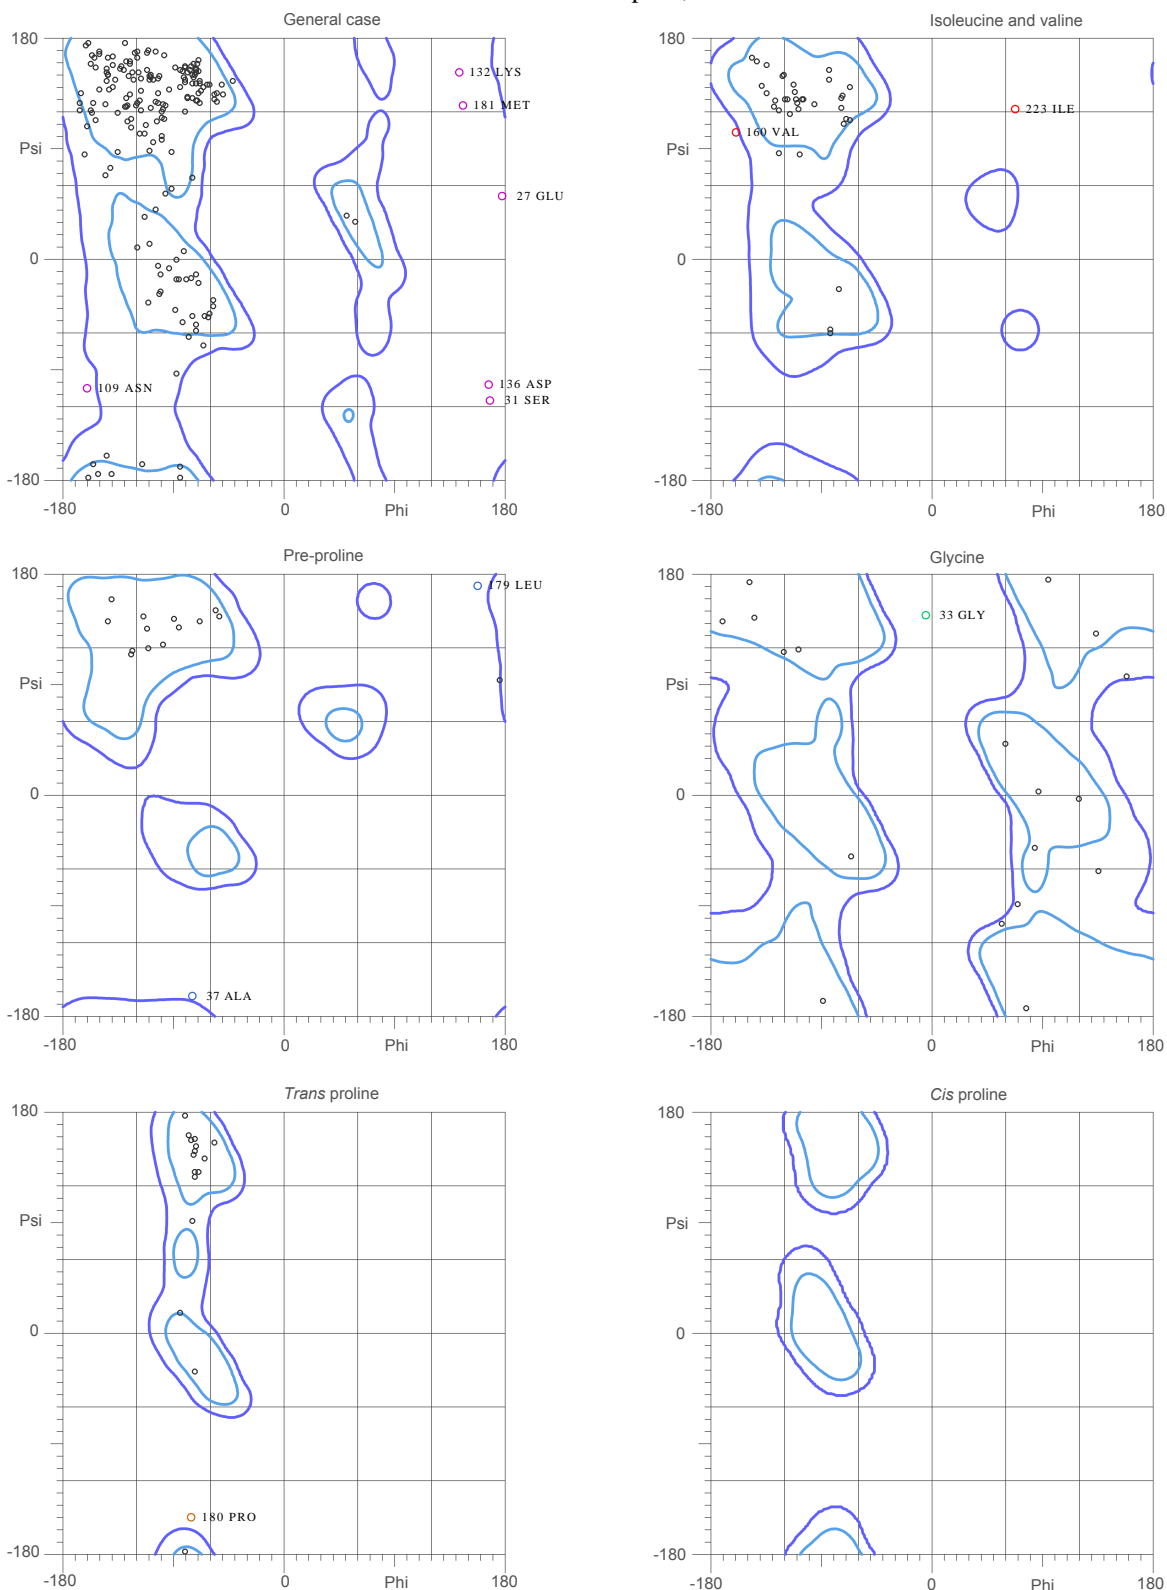 General case
180
Psi
0
-180
-180
0
Phi
180
132 LYS
181 MET
27 GLU
109 ASN
136 ASP
31 SER
Isoleucine and valine
180
Psi
0
-180
-180
0
Phi
180
223 ILE
160 VAL
Pre-proline
180
Psi
0
-180
-180
0
Phi
180
179 LEU
37 ALA
Glycine
180
Psi
0
-180
-180
0
Phi
180
33 GLY
Trans proline
180
Psi
0
-180
-180
0
Phi
180
180 PRO
Cis proline
180
Psi
0
-180
-180
0
Phi
180